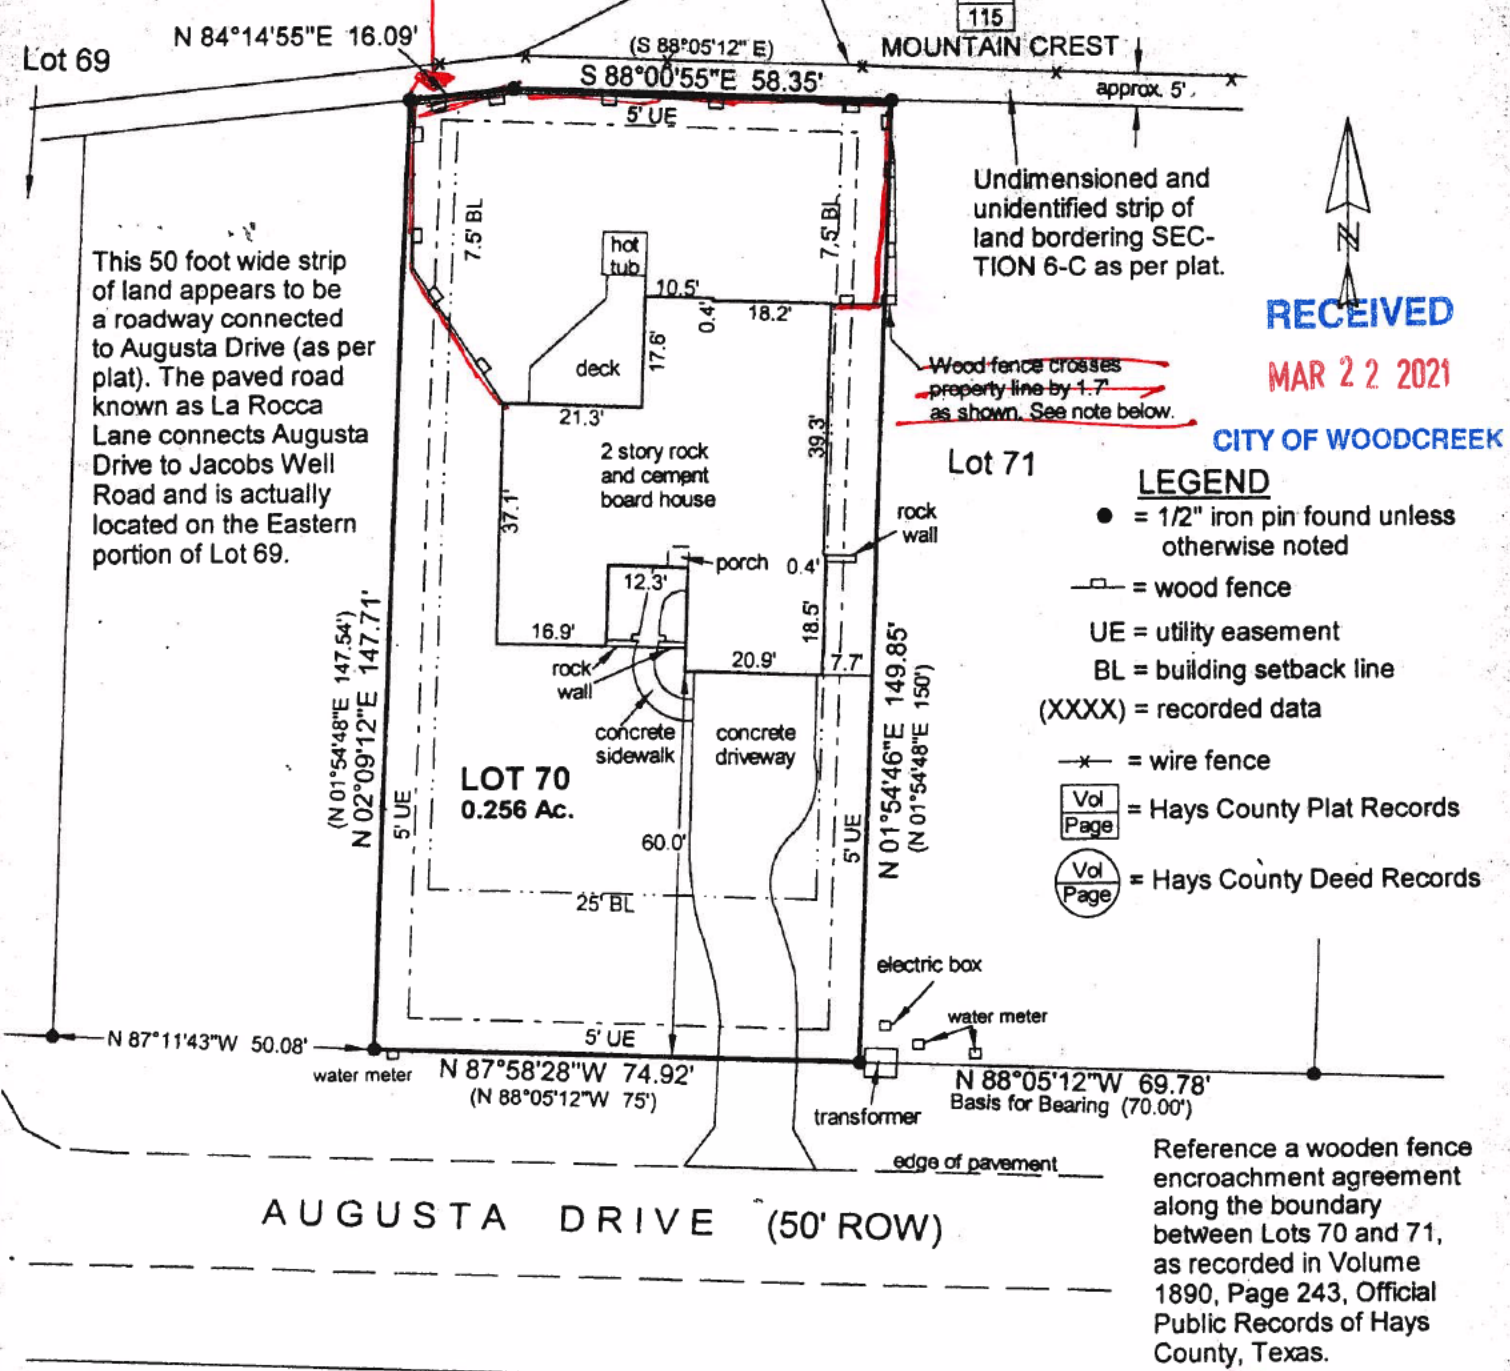 115
N 84°14'55"E 16.09'
Lot 69
(S 88°05'12" E)
MOUNTAIN CREST
S 88°00'55"E 58.35'
approx. 5'
5' UE
Undimensioned and
unidentified strip of
land bordering SEC-
TION 6-C as per plat.
7.5' BL
7.5' BL
N
This 50 foot wide strip
of land appears to be
a roadway connected
to Augusta Drive (as per
plat). The paved road
known as La Rocca
Lane connects Augusta
Drive to Jacobs Well
Road and is actually
located on the Eastern
portion of Lot 69.
hot
tub
10.5'
0.4'
18.2'
17.6'
deck
21.3'
RECEIVED
MAR 22 2021
CITY OF WOODCREEK
Wood fence crosses
property line by 1.7'
as shown. See note below.
2 story rock
and cement
board house
39.3'
37.1'
Lot 71
rock
wall
LEGEND
= 1/2" iron pin found unless
otherwise noted
= wood fence
UE = utility easement
BL = building setback line
(XXXX) = recorded data
= wire fence
Vol
Page
= Hays County Plat Records
Vol
Page
= Hays County Deed Records
porch
0.4'
12.3'
18.5'
16.9'
20.9'
7.7'
rock
wall
concrete
sidewalk
concrete
driveway
(N 01°54'48"E 147.54')
N 02°09'12"E 147.71'
N 01°54'46"E 149.85'
(N 01°54'48"E 150')
LOT 70
0.256 Ac.
5' UE
60.0'
5' UE
25' BL
electric box
water meter
5' UE
N 87°11'43"W 50.08'
water meter
N 87°58'28"W 74.92'
(N 88°05'12"W 75')
N 88°05'12"W 69.78'
Basis for Bearing (70.00')
transformer
edge of pavement
AUGUSTA DRIVE (50' ROW)
Reference a wooden fence
encroachment agreement
along the boundary
between Lots 70 and 71,
as recorded in Volume
1890, Page 243, Official
Public Records of Hays
County, Texas.